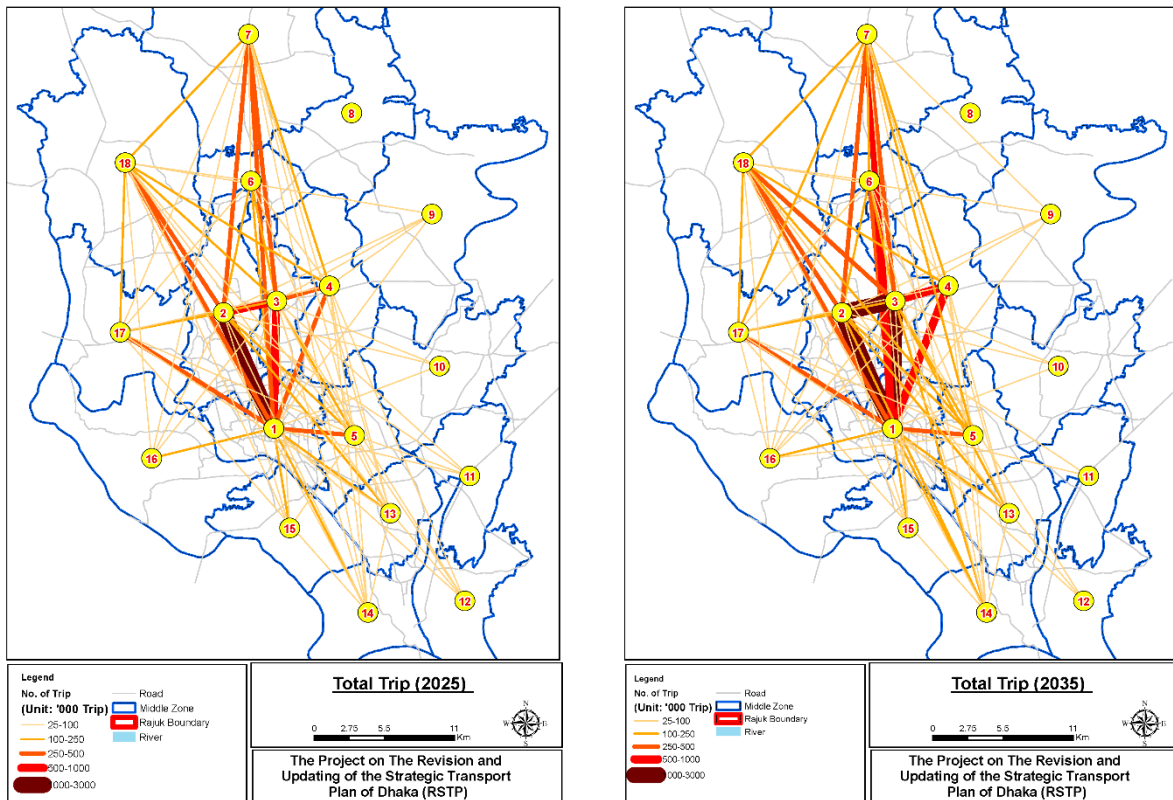 7
8
18
6
9
4
3
2
17
10
1
5
16
11
13
15
12
14
Legend
No. of Trip
(Unit: '000 Trip)
25-100
100-250
250-500
500-1000
000-3000
Road
Middle Zone
Rajuk Boundary
River
Total Trip (2025)
0 2.75 5.5 11
Km
N
W E
S
The Project on The Revision and
Updating of the Strategic Transport
Plan of Dhaka (RSTP)
7
8
18
6
9
4
3
2
17
10
1
5
16
11
13
15
12
14
Legend
No. of Trip
(Unit: '000 Trip)
25-100
100-250
250-500
500-1000
000-3000
Road
Middle Zone
Rajuk Boundary
River
Total Trip (2035)
0 2.75 5.5 11
Km
N
W E
S
The Project on The Revision and
Updating of the Strategic Transport
Plan of Dhaka (RSTP)